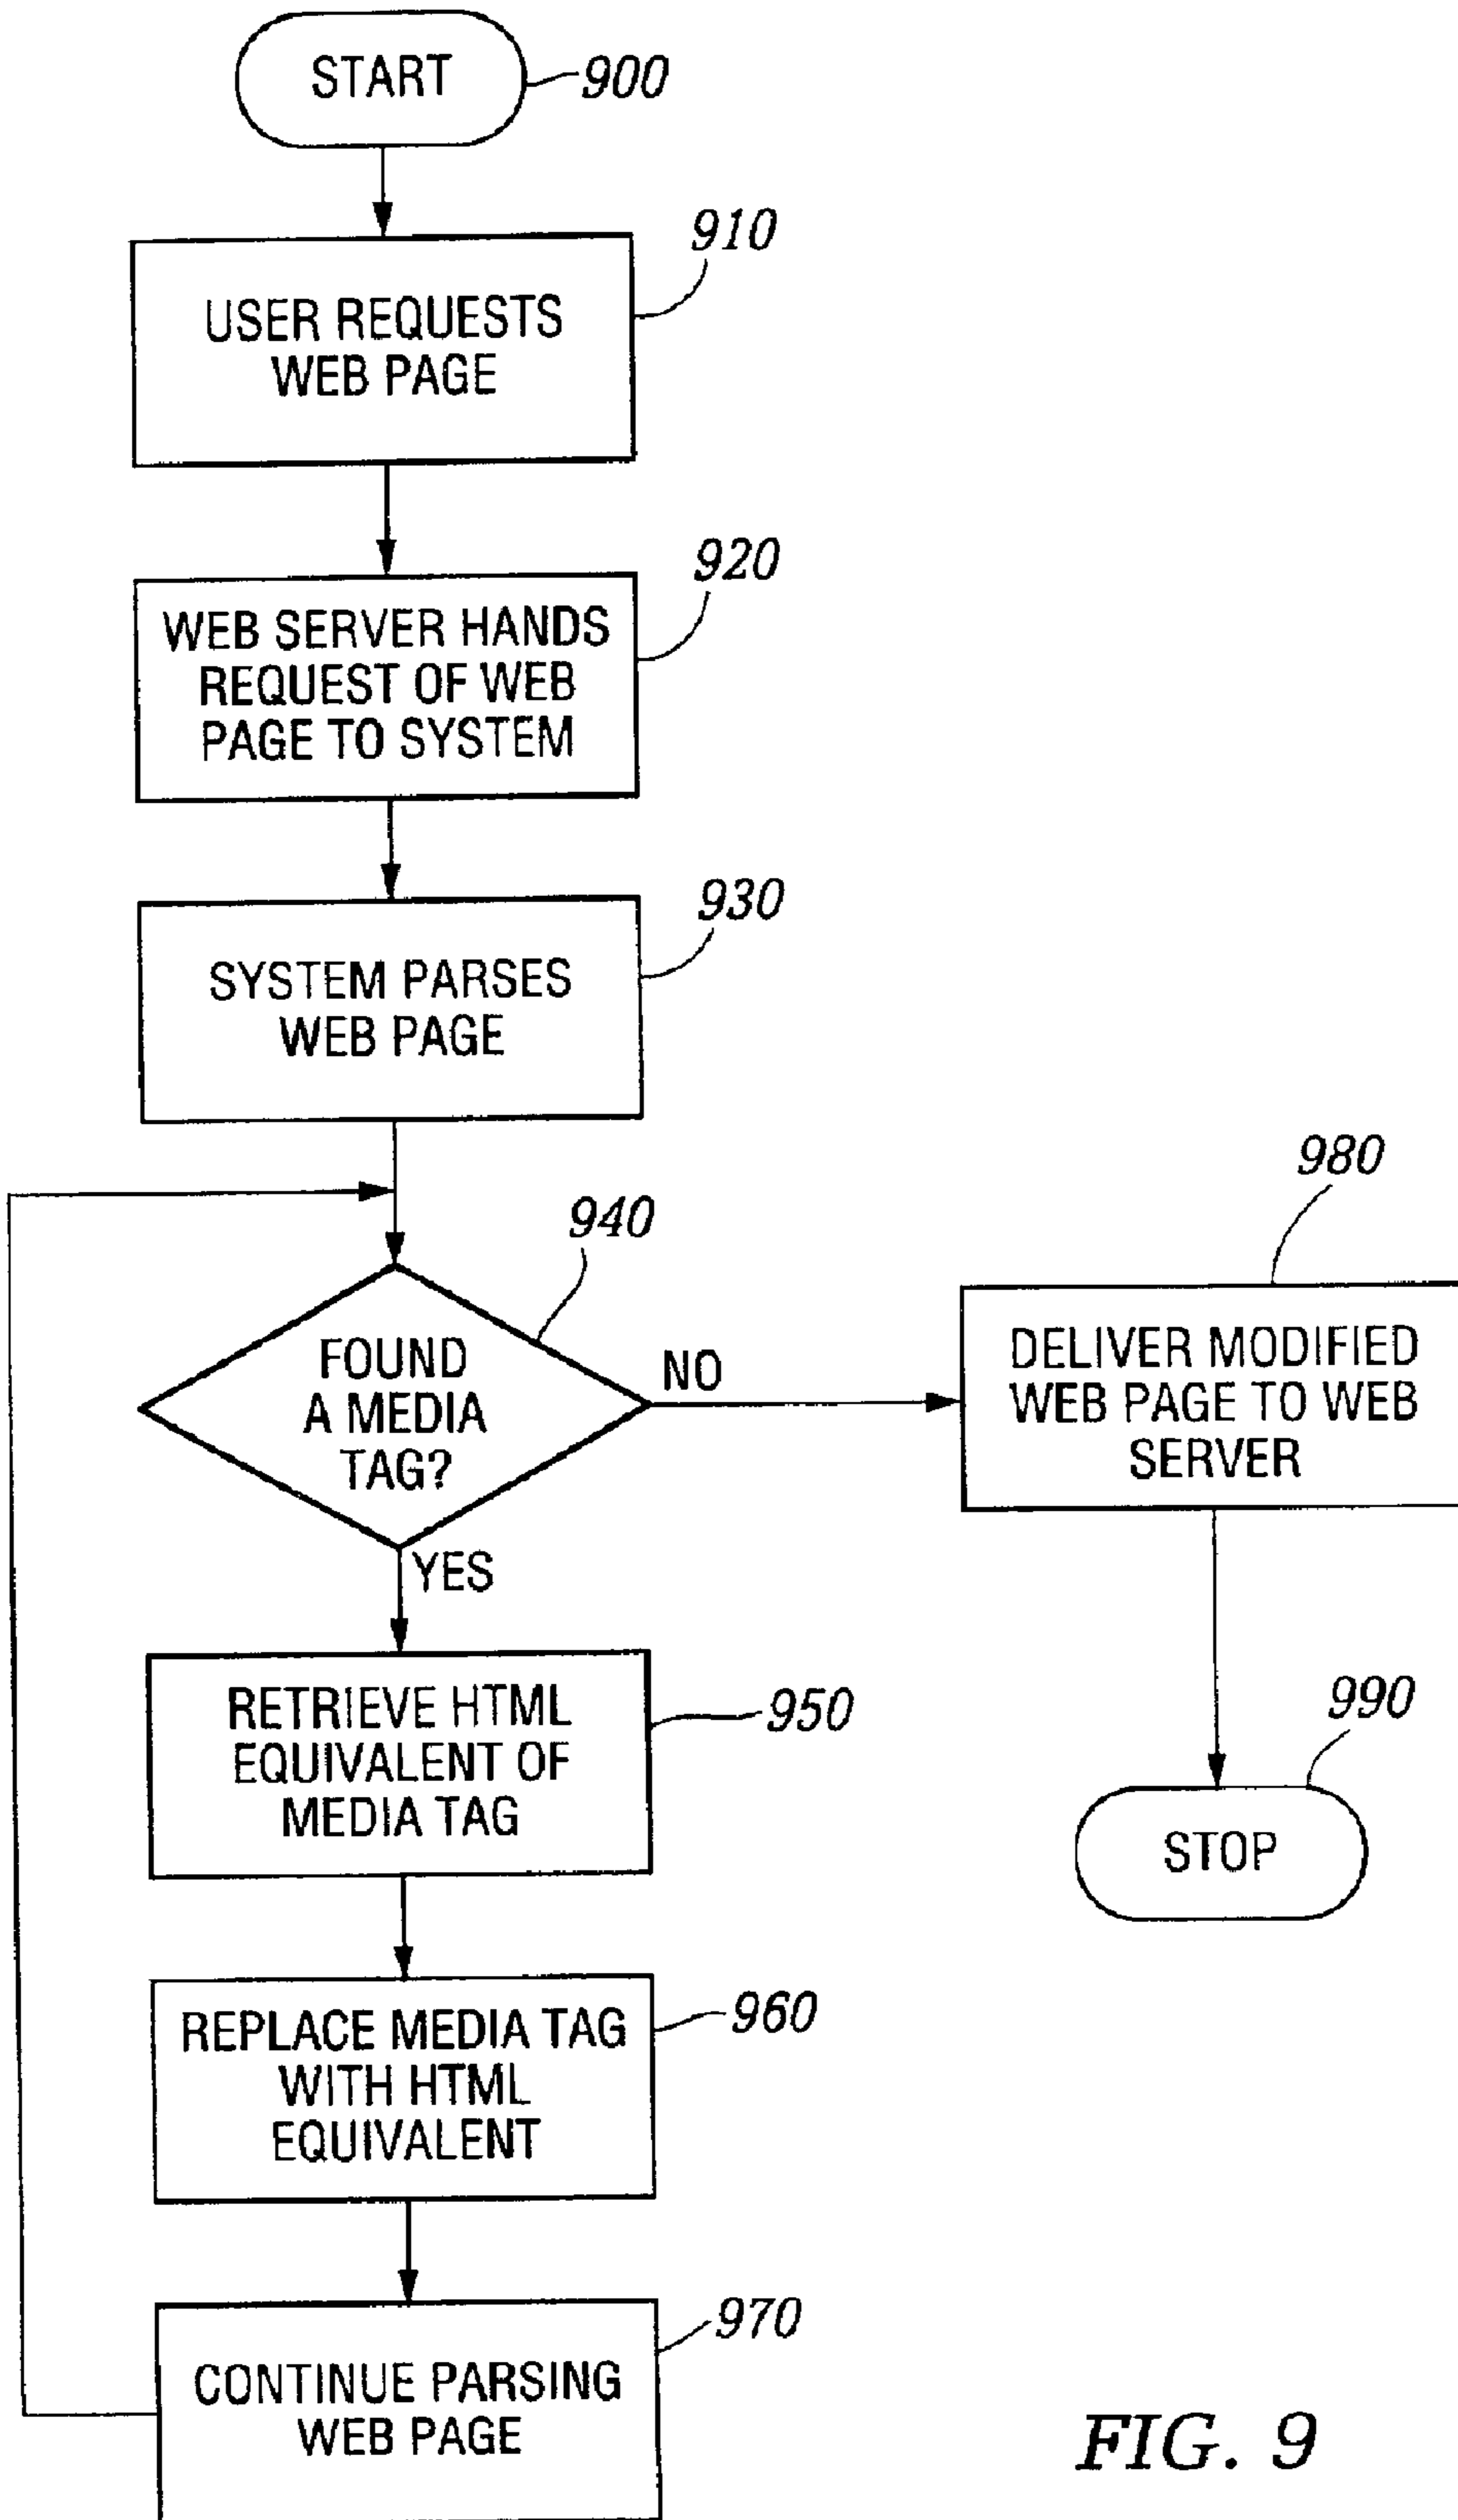 START
900
910
USER REQUESTS
WEB PAGE
920
WEB SERVER HANDS
REQUEST OF WEB
PAGE TO SYSTEM
930
SYSTEM PARSES
WEB PAGE
940
FOUND
A MEDIA
TAG?
NO
YES
980
DELIVER MODIFIED
WEB PAGE TO WEB
SERVER
950
RETRIEVE HTML
EQUIVALENT OF
MEDIA TAG
990
STOP
960
REPLACE MEDIA TAG
WITH HTML
EQUIVALENT
970
CONTINUE PARSING
WEB PAGE
FIG. 9